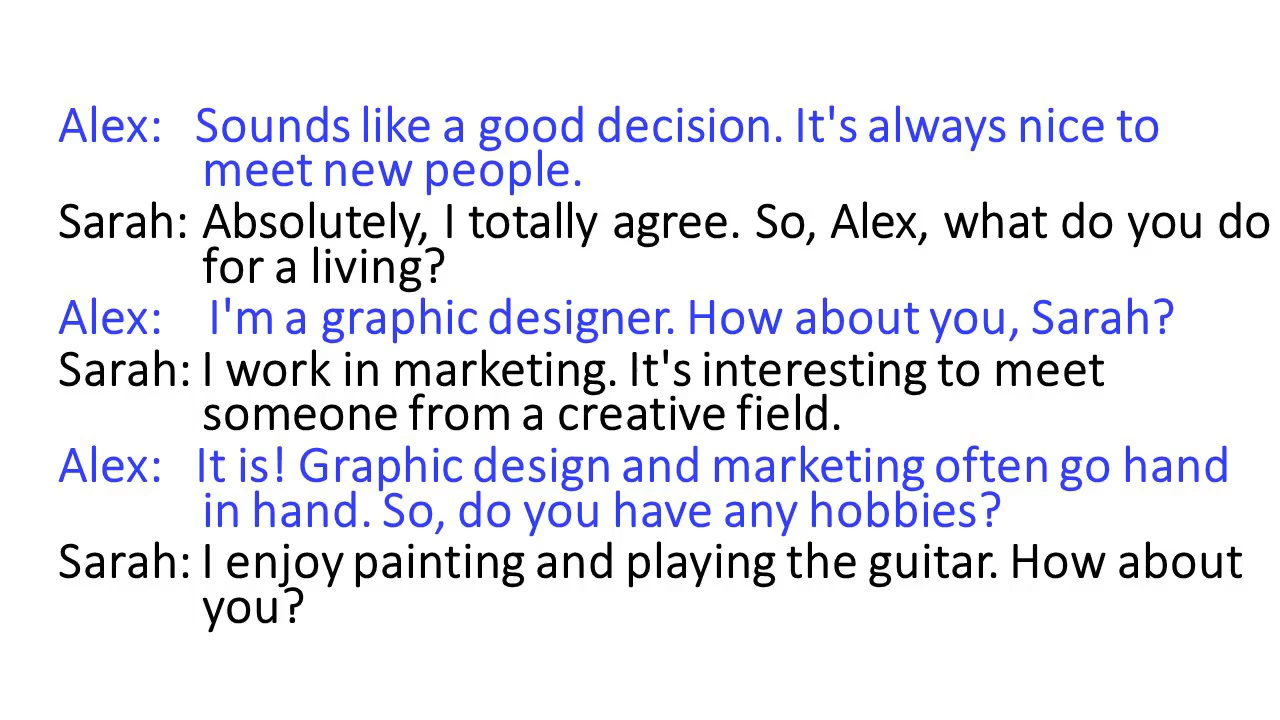 Alex: Sounds like a good decision. It's always nice to
meet new people.
Sarah: Absolutely, I totally agree. So, Alex, what do you do
for a living?
Alex: I'm a graphic designer. How about you, Sarah?
Sarah: I work in marketing. It's interesting to meet
someone from a creative field.
Alex: It is! Graphic design and marketing often go hand
in hand. So, do you have any hobbies?
Sarah: I enjoy painting and playing the guitar. How about
you?